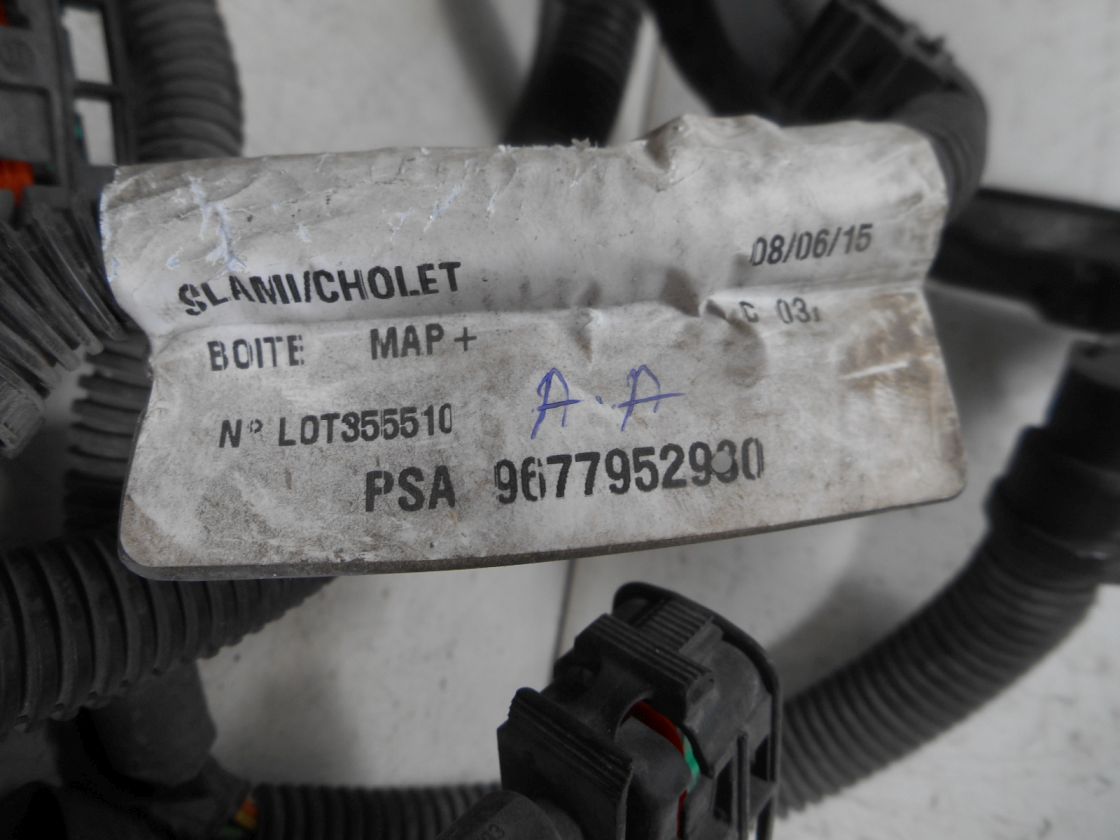 SLAMI/CHOLET 08/06/15
BOITE MAP+ C 03
A.A
N° LOT355510
PSA 9677952980